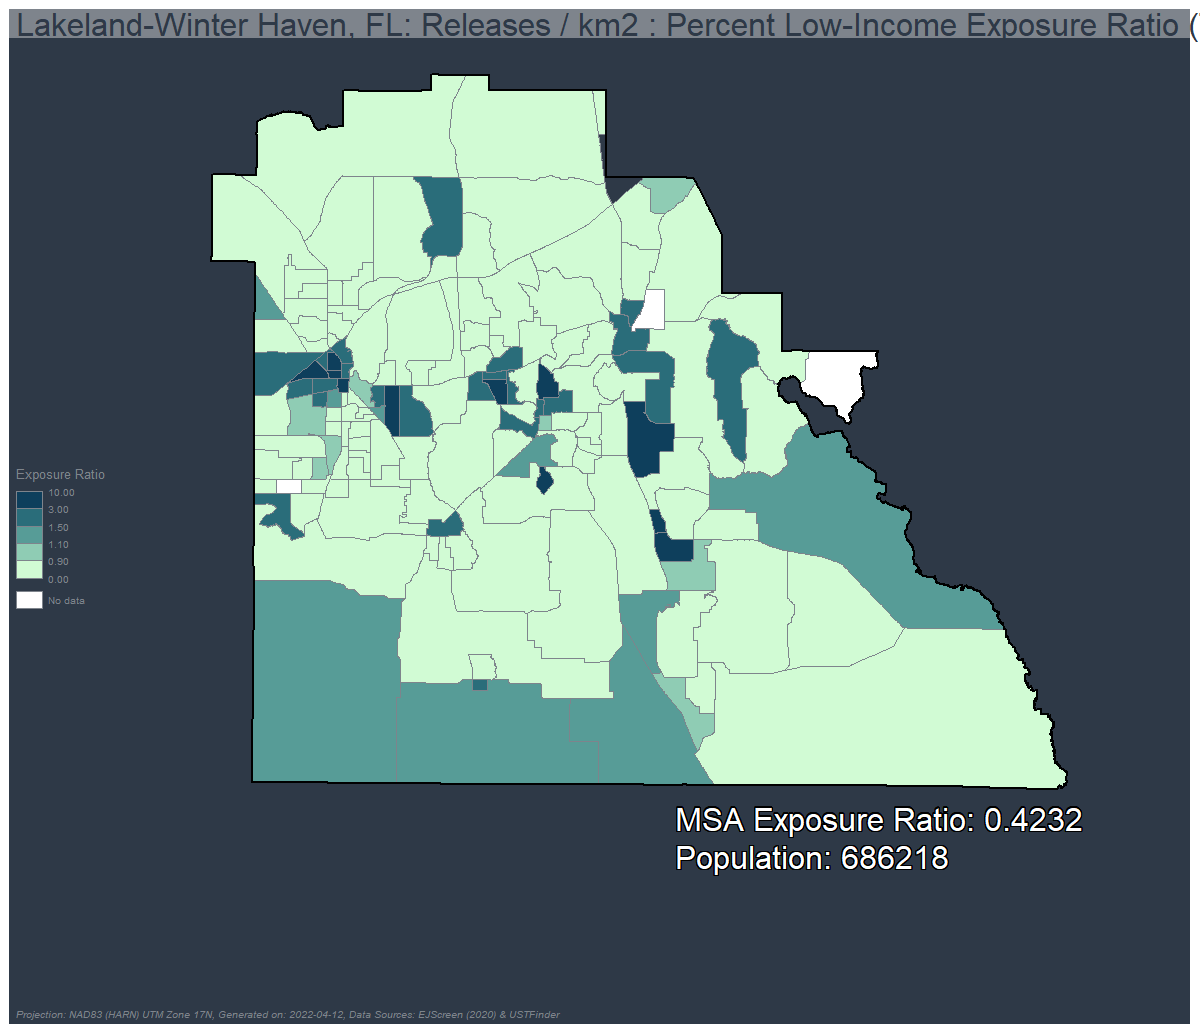 Lakeland-Winter Haven, FL: Releases / km2 : Percent Low-Income Exposure Ratio (
Exposure Ratio
10.00
3.00
1.50
1.10
0.90
0.00
No data
MSA Exposure Ratio: 0.4232
Population: 686218
Projection: NAD83 (HARN) UTM Zone 17N, Generated on: 2022-04-12, Data Sources: EJScreen (2020) & USTFinder